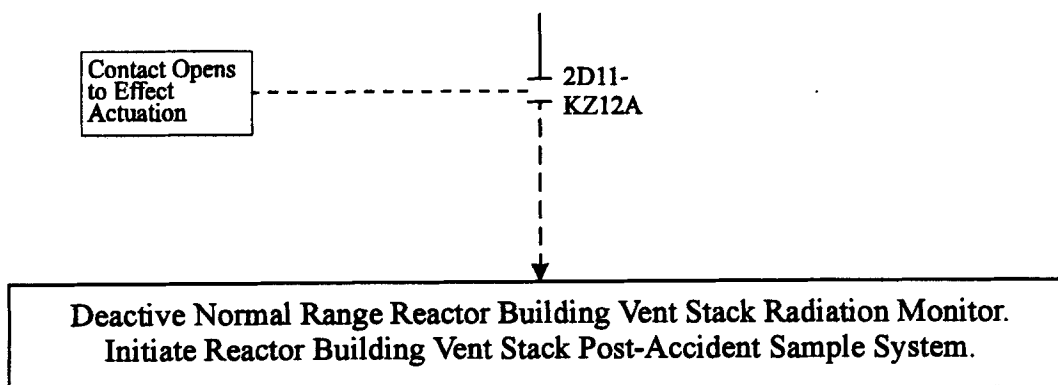 Contact Opens
to Effect
Actuation
2D11-
KZ12A
Deactive Normal Range Reactor Building Vent Stack Radiation Monitor.
Initiate Reactor Building Vent Stack Post-Accident Sample System.